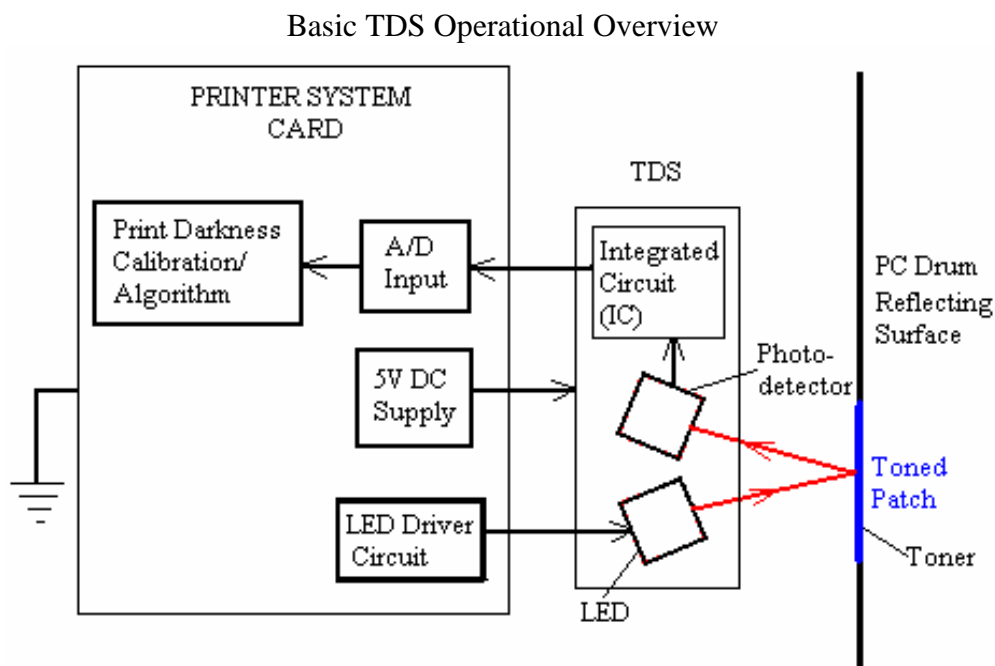 Basic TDS Operational Overview
PRINTER SYSTEM
CARD
Print Darkness
Calibration/
Algorithm
A/D
Input
5V DC
Supply
LED Driver
Circuit
TDS
Integrated
Circuit
(IC)
Photo-
detector
LED
PC Drum
Reflecting
Surface
Toned
Patch
Toner